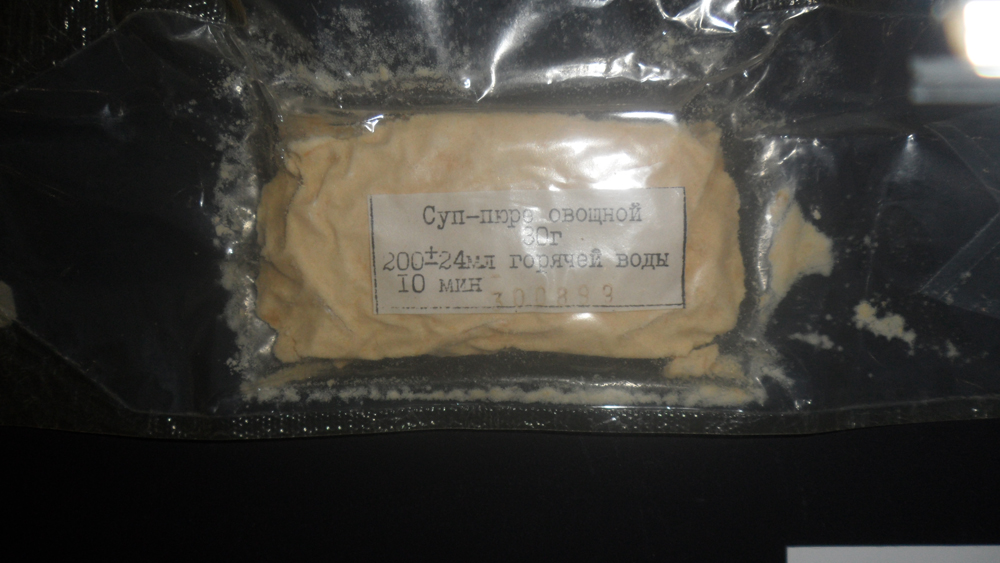 Суп-пюре овощной
30г
200±24мл горячей воды
10 мин
300893